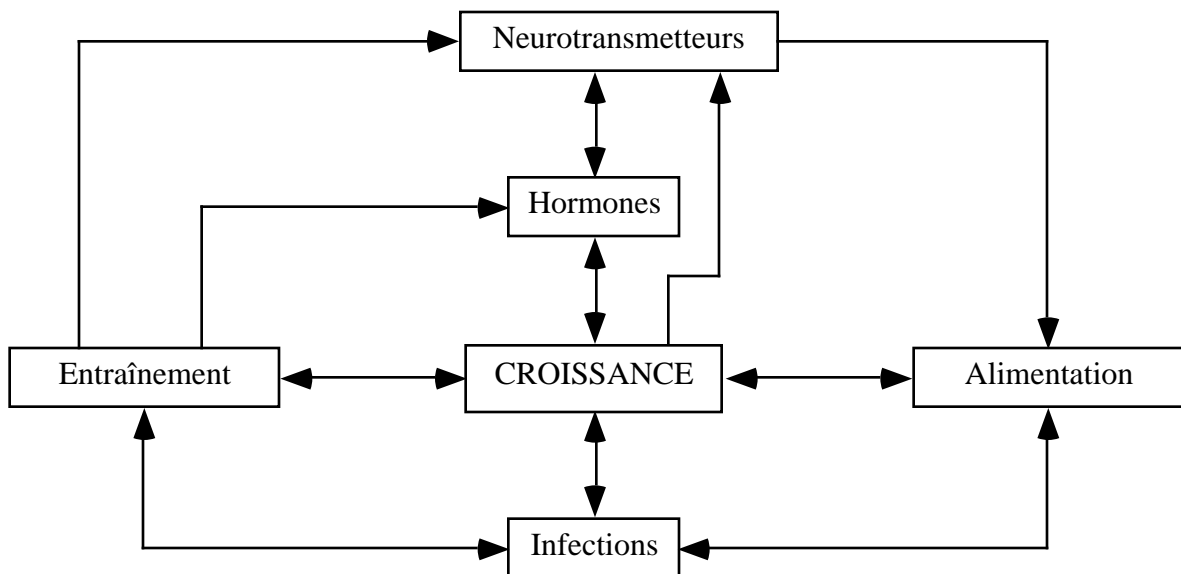 Neurotransmetteurs
Hormones
Entraînement
CROISSANCE
Alimentation
Infections